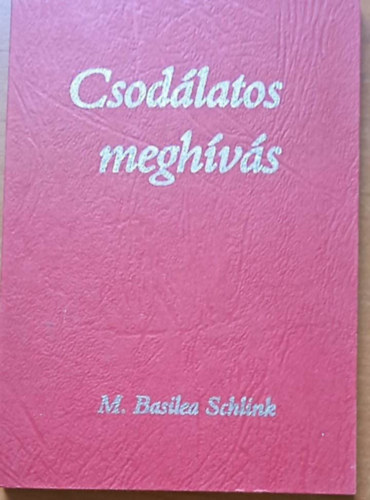 Csodálatos
meghívás
M. Basilea Schlink